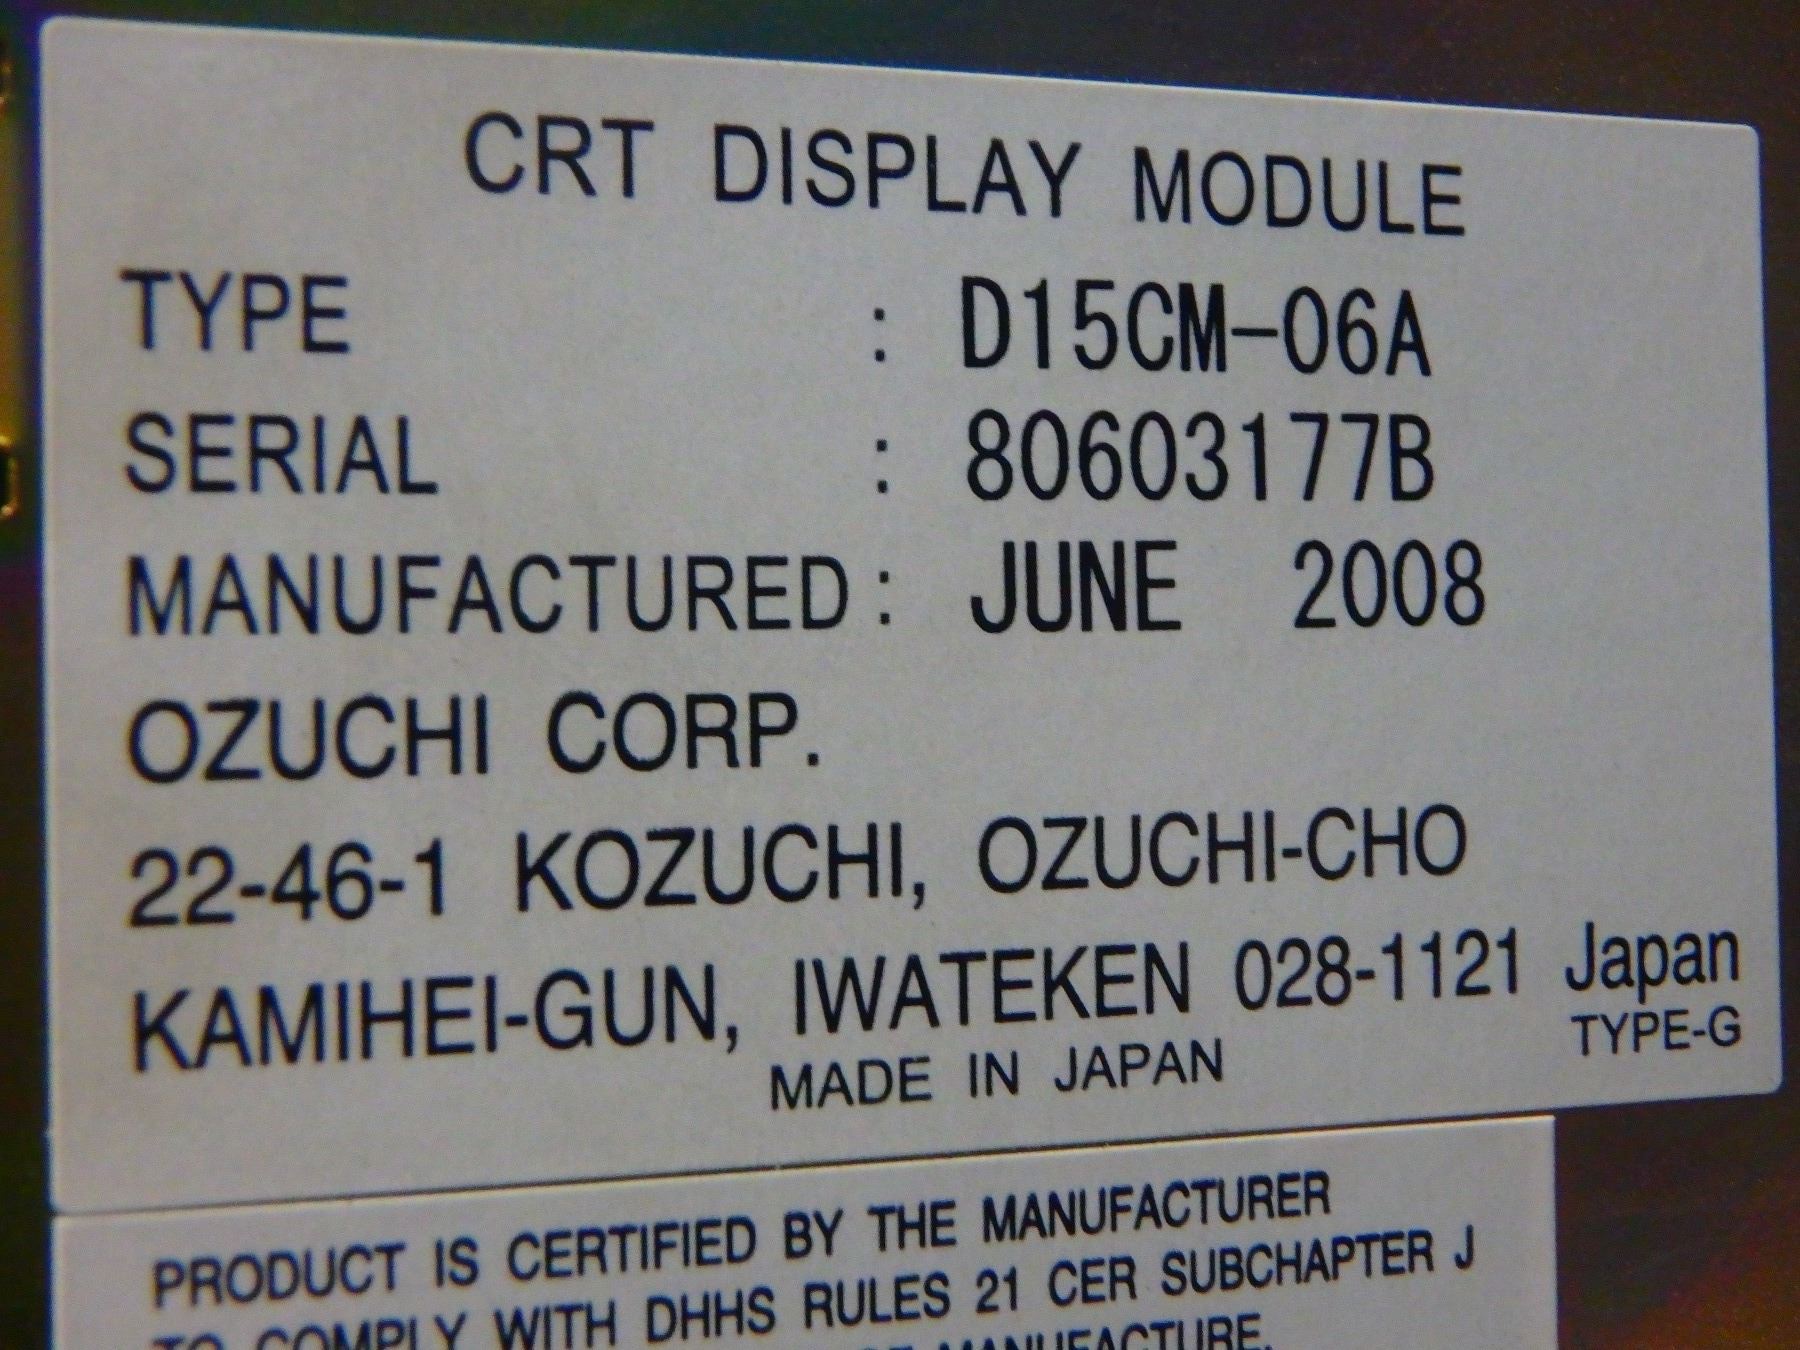 CRT DISPLAY MODULE
TYPE : D15CM-06A
SERIAL : 80603177B
MANUFACTURED : JUNE 2008
OZUCHI CORP.
22-46-1 KOZUCHI, OZUCHI-CHO
KAMIHEI-GUN, IWATEKEN 028-1121 Japan
TYPE-G
MADE IN JAPAN
PRODUCT IS CERTIFIED BY THE MANUFACTURER
TO COMPLY WITH DHHS RULES 21 CER SUBCHAPTER J
MANUFACTURE.